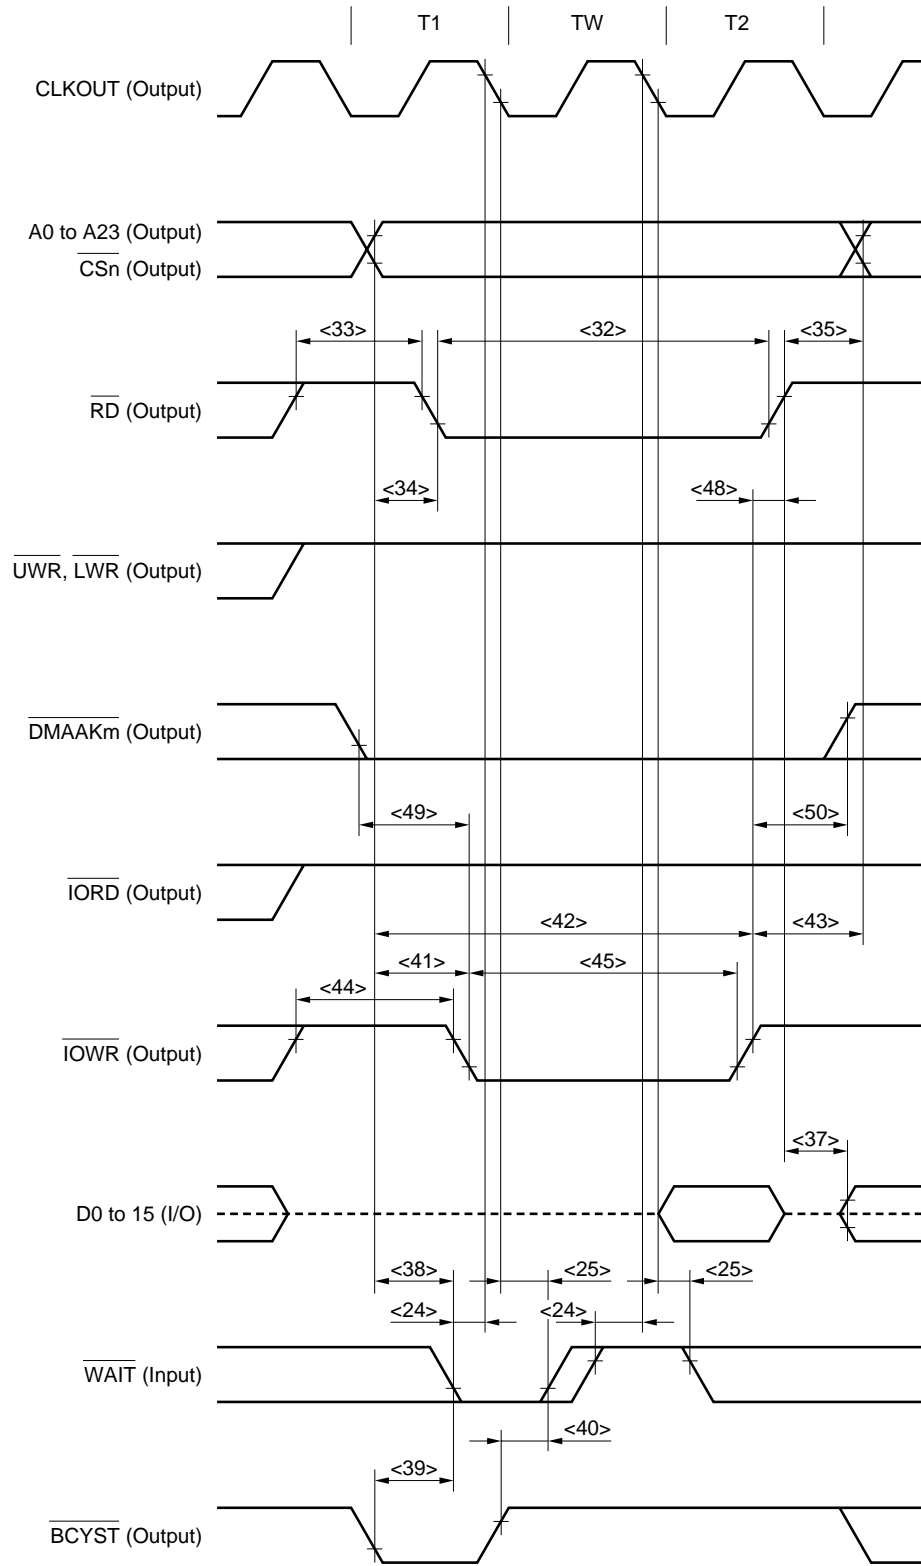 T1 TW T2
CLKOUT (Output)
A0 to A23 (Output)
CSn (Output)
<33> <32> <35>
RD (Output)
<34> <48>
UWR, LWR (Output)
DMAAKm (Output)
<49> <50>
IORD (Output)
<42> <43>
<41> <45>
<44>
IOWR (Output)
<37>
D0 to 15 (I/O)
<38> <25> <25>
<24> <24>
WAIT (Input)
<40>
<39>
BCYST (Output)